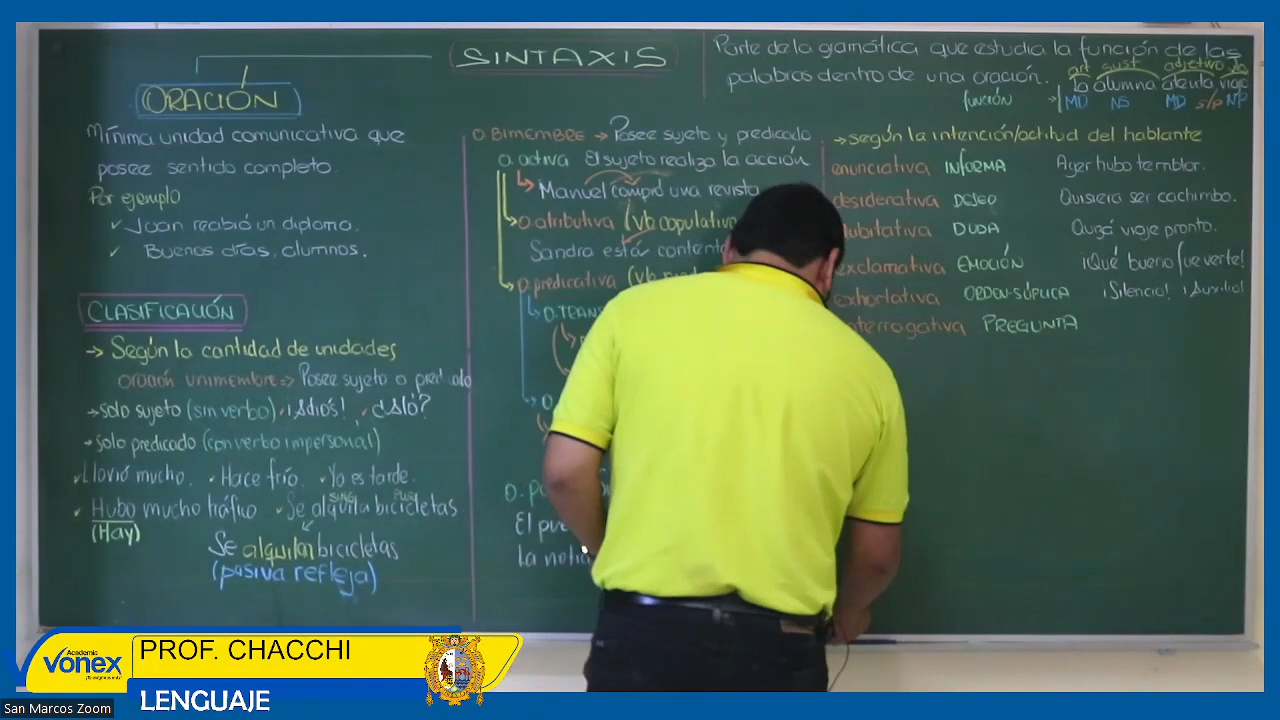 SINTAXIS
Parte de la gramática que estudia la función de las
palabras dentro de una oración.
art sust adjetivo
la alumna atenta viajó
función MD NS MD NP
ORACIÓN
Mínima unidad comunicativa que
posee sentido completo.
Por ejemplo
✓ Juan recibió un diploma.
✓ Buenos días, alumnos.
CLASIFICACIÓN
→ Según la cantidad de unidades
oración unimembre => Posee sujeto o predicado
→ solo sujeto (sin verbo) ¡Adiós! ¿Aló?
→ solo predicado (con verbo impersonal)
✓ Llovió mucho. Hace frío. Ya es tarde.
SING PLU
✓ Hubo mucho tráfico Se alquila bicicletas
(Hay)
Se alquilan bicicletas
(pasiva refleja)
O. BIMEMBRE → Posee sujeto y predicado
O. activa El sujeto realiza la acción
Manuel compró una revista
O. atributiva (vb copulativo
Sandra está contenta
O. predicativa (vb
O. TRANS
O.
El
La
→ según la intención/actitud del hablante
enunciativa INFORMA Ayer hubo temblor.
desiderativa DESEO Quisiera ser cachimbo.
dubitativa DUDA Quizá viaje pronto.
exclamativa EMOCIÓN ¡Qué bueno fue verte!
exhortativa ORDEN-SÚPLICA ¡Silencio! ¡Auxilio!
interrogativa PREGUNTA
Academia
vonex
PROF. CHACCHI
LENGUAJE
San Marcos Zoom